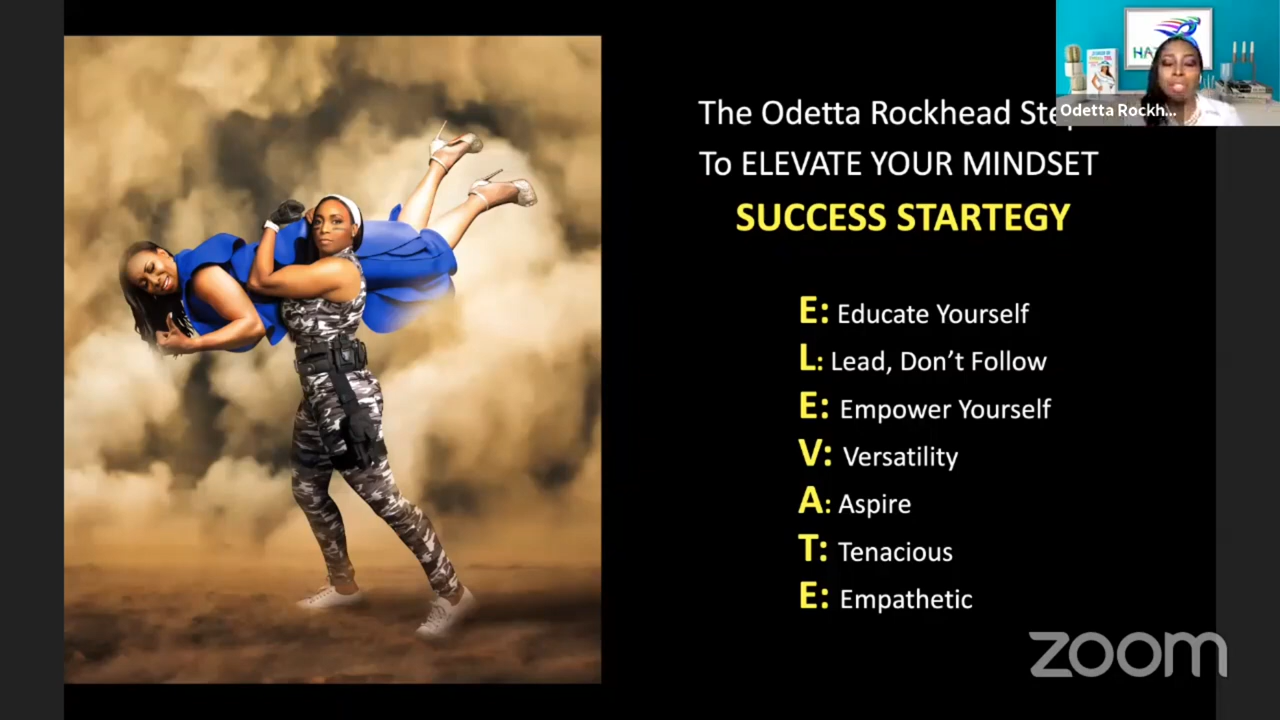 The Odetta Rockhead Ste
To ELEVATE YOUR MINDSET
SUCCESS STARTEGY
E: Educate Yourself
L: Lead, Don’t Follow
E: Empower Yourself
V: Versatility
A: Aspire
T: Tenacious
E: Empathetic
Odetta Rockh...
zoom